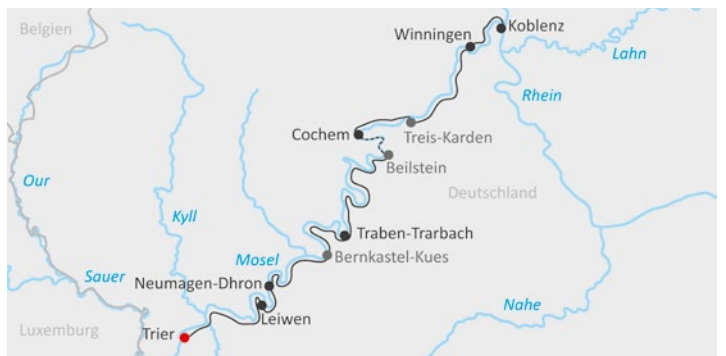 Belgien
Koblenz
Winningen
Lahn
Rhein
Cochem
Treis-Karden
Beilstein
Our
Deutschland
Kyll
Traben-Trarbach
Mosel
Bernkastel-Kues
Sauer
Neumagen-Dhron
Nahe
Leiwen
Luxemburg
Trier